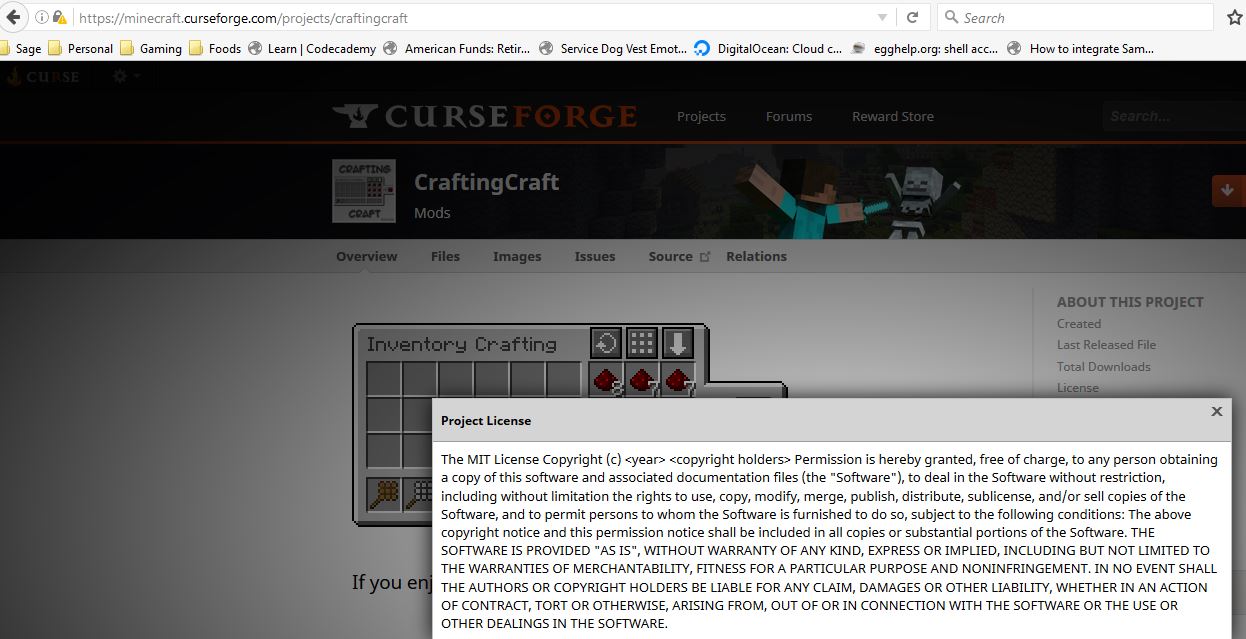 https://minecraft.curseforge.com/projects/craftingcraft
Search
Sage Personal Gaming Foods Learn | Codecademy American Funds: Retir... Service Dog Vest Emot... DigitalOcean: Cloud c... egghelp.org: shell acc... How to integrate Sam...
CURSE
CURSEFORGE Projects Forums Reward Store Search...
CRAFTING
CRAFT
CraftingCraft
Mods
Overview Files Images Issues Source Relations
ABOUT THIS PROJECT
Created
Last Released File
Total Downloads
License
Inventory Crafting
8 7 7
Project License
The MIT License Copyright (c) <year> <copyright holders> Permission is hereby granted, free of charge, to any person obtaining
a copy of this software and associated documentation files (the "Software"), to deal in the Software without restriction,
including without limitation the rights to use, copy, modify, merge, publish, distribute, sublicense, and/or sell copies of the
Software, and to permit persons to whom the Software is furnished to do so, subject to the following conditions: The above
copyright notice and this permission notice shall be included in all copies or substantial portions of the Software. THE
SOFTWARE IS PROVIDED "AS IS", WITHOUT WARRANTY OF ANY KIND, EXPRESS OR IMPLIED, INCLUDING BUT NOT LIMITED TO
THE WARRANTIES OF MERCHANTABILITY, FITNESS FOR A PARTICULAR PURPOSE AND NONINFRINGEMENT. IN NO EVENT SHALL
THE AUTHORS OR COPYRIGHT HOLDERS BE LIABLE FOR ANY CLAIM, DAMAGES OR OTHER LIABILITY, WHETHER IN AN ACTION
OF CONTRACT, TORT OR OTHERWISE, ARISING FROM, OUT OF OR IN CONNECTION WITH THE SOFTWARE OR THE USE OR
OTHER DEALINGS IN THE SOFTWARE.
If you enj